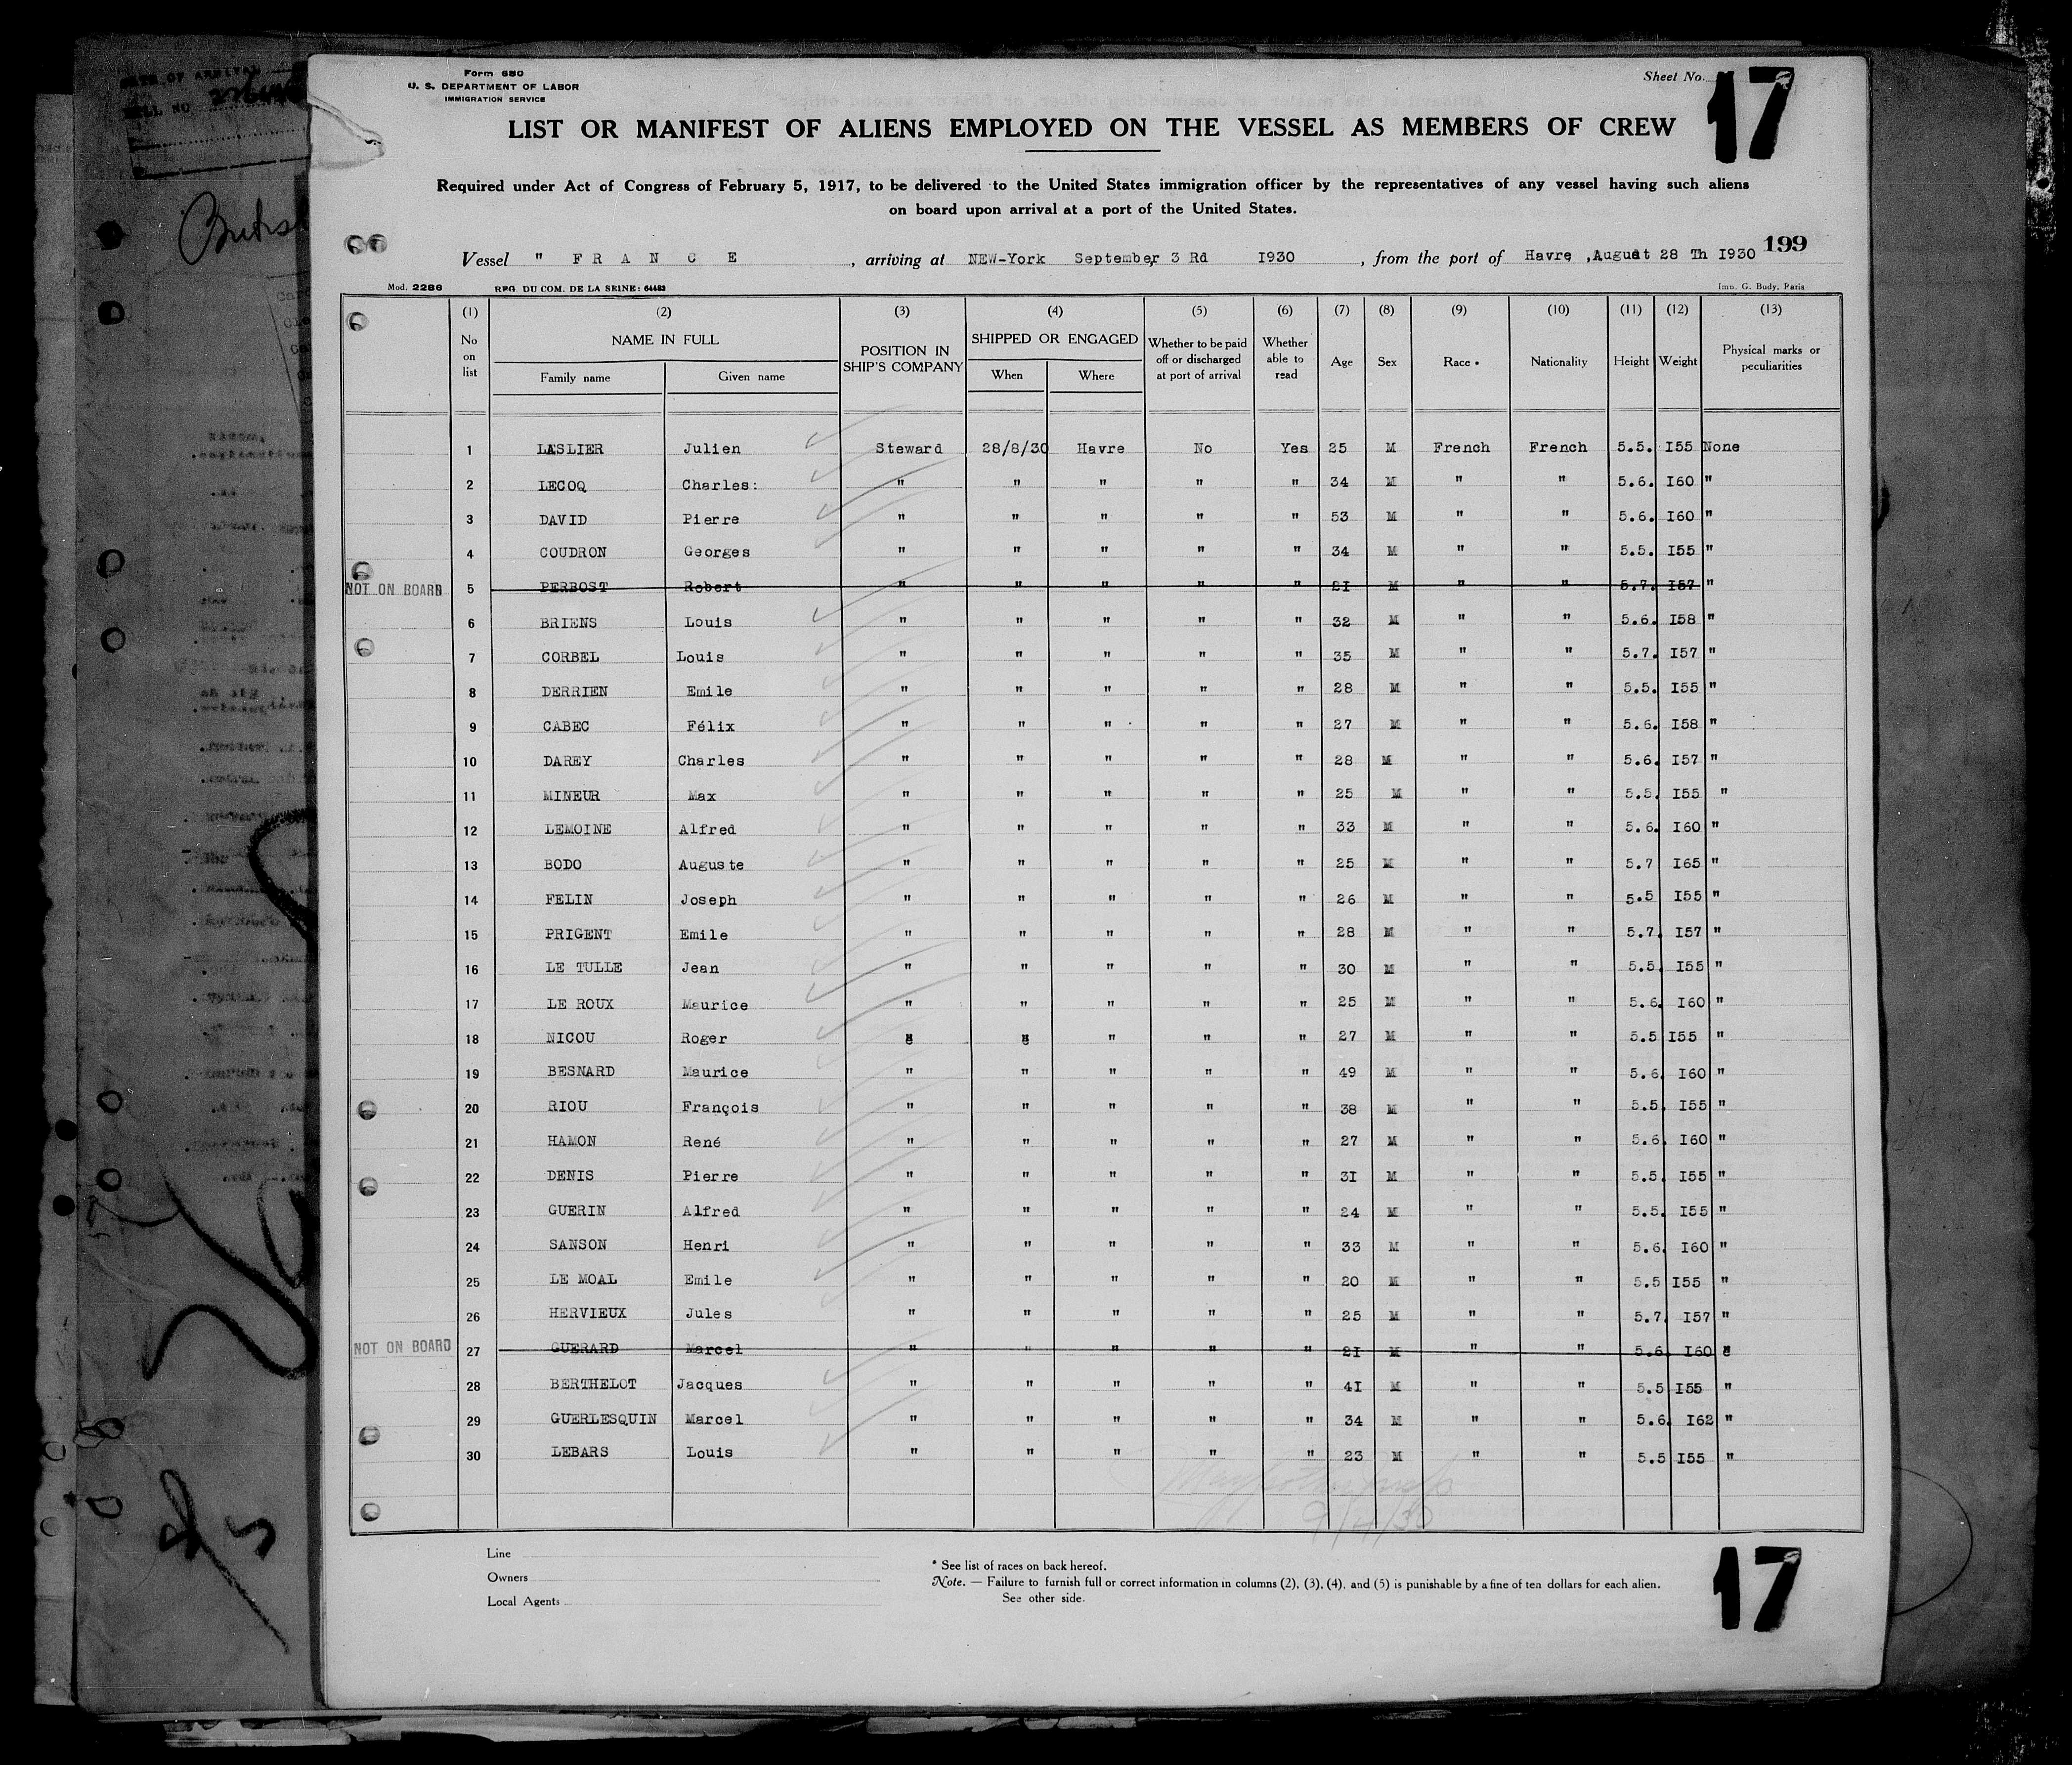 DATE OF ARRIVAL
Form 680
U. S. DEPARTMENT OF LABOR
IMMIGRATION SERVICE
Sheet No. 17
LIST OR MANIFEST OF ALIENS EMPLOYED ON THE VESSEL AS MEMBERS OF CREW
Required under Act of Congress of February 5, 1917, to be delivered to the United States immigration officer by the representatives of any vessel having such aliens
on board upon arrival at a port of the United States.
199
Vessel " F R A N C E , arriving at NEW-York September 3 Rd I930 , from the port of Havre ,August 28 Th I930
Mod. 2286 REG. DU COM. DE LA SEINE: 64483 Imp. G. Budy, Paris
(1) (2) (3) (4) (5) (6) (7) (8) (9) (10) (11) (12) (13)
No on list NAME IN FULL POSITION IN SHIP'S COMPANY SHIPPED OR ENGAGED Whether to be paid off or discharged at port of arrival Whether able to read Age Sex Race * Nationality Height Weight Physical marks or peculiarities
Family name Given name When Where
1 LASLIER Julien Steward 28/8/30 Havre No Yes 25 M French French 5.5. I55 None
2 LECOQ Charles: " " " " " 34 M " " 5.6. I60 "
3 DAVID Pierre " " " " " 53 M " " 5.6. I60 "
4 COUDRON Georges " " " " " 34 M " " 5.5. I55 "
NOT ON BOARD 5 PERBOST Robert " " " " " 2I M " " 5.7. I57 "
6 BRIENS Louis " " " " " 32 M " " 5.6. I58 "
7 CORBEL Louis " " " " " 35 M " " 5.7. I57 "
8 DERRIEN Emile " " " " " 28 M " " 5.5. I55 "
9 CABEC Félix " " " " " 27 M " " 5.6. I58 "
10 DAREY Charles " " " " " 28 M " " 5.6. I57 "
11 MINEUR Max " " " " " 25 M " " 5.5. I55 "
12 LEMOINE Alfred " " " " " 33 M " " 5.6. I60 "
13 BODO Auguste " " " " " 25 M " " 5.7 I65 "
14 FELIN Joseph " " " " " 26 M " " 5.5 I55 "
15 PRIGENT Emile " " " " " 28 M " " 5.7. I57 "
16 LE TULLE Jean " " " " " 30 M " " 5.5. I55 "
17 LE ROUX Maurice " " " " " 25 M " " 5.6. I60 "
18 NICOU Roger " " " " " 27 M " " 5.5 I55 "
19 BESNARD Maurice " " " " " 49 M " " 5.6. I60 "
20 RIOU François " " " " " 38 M " " 5.5. I55 "
21 HAMON René " " " " " 27 M " " 5.6. I60 "
22 DENIS Pierre " " " " " 3I M " " 5.5. I55 "
23 GUERIN Alfred " " " " " 24 M " " 5.5. I55 "
24 SANSON Henri " " " " " 33 M " " 5.6. I60 "
25 LE MOAL Emile " " " " " 20 M " " 5.5 I55 "
26 HERVIEUX Jules " " " " " 25 M " " 5.7. I57 "
NOT ON BOARD 27 GUERARD Marcel " " " " " 2I M " " 5.6. I60 "
28 BERTHELOT Jacques " " " " " 4I M " " 5.5 I55 "
29 GUERLESQUIN Marcel " " " " " 34 M " " 5.6. I62 "
30 LEBARS Louis " " " " " 23 M " " 5.5 I55 "
9/4/30
Line
Owners
Local Agents
* See list of races on back hereof.
Note. — Failure to furnish full or correct information in columns (2), (3), (4), and (5) is punishable by a fine of ten dollars for each alien.
See other side.
17